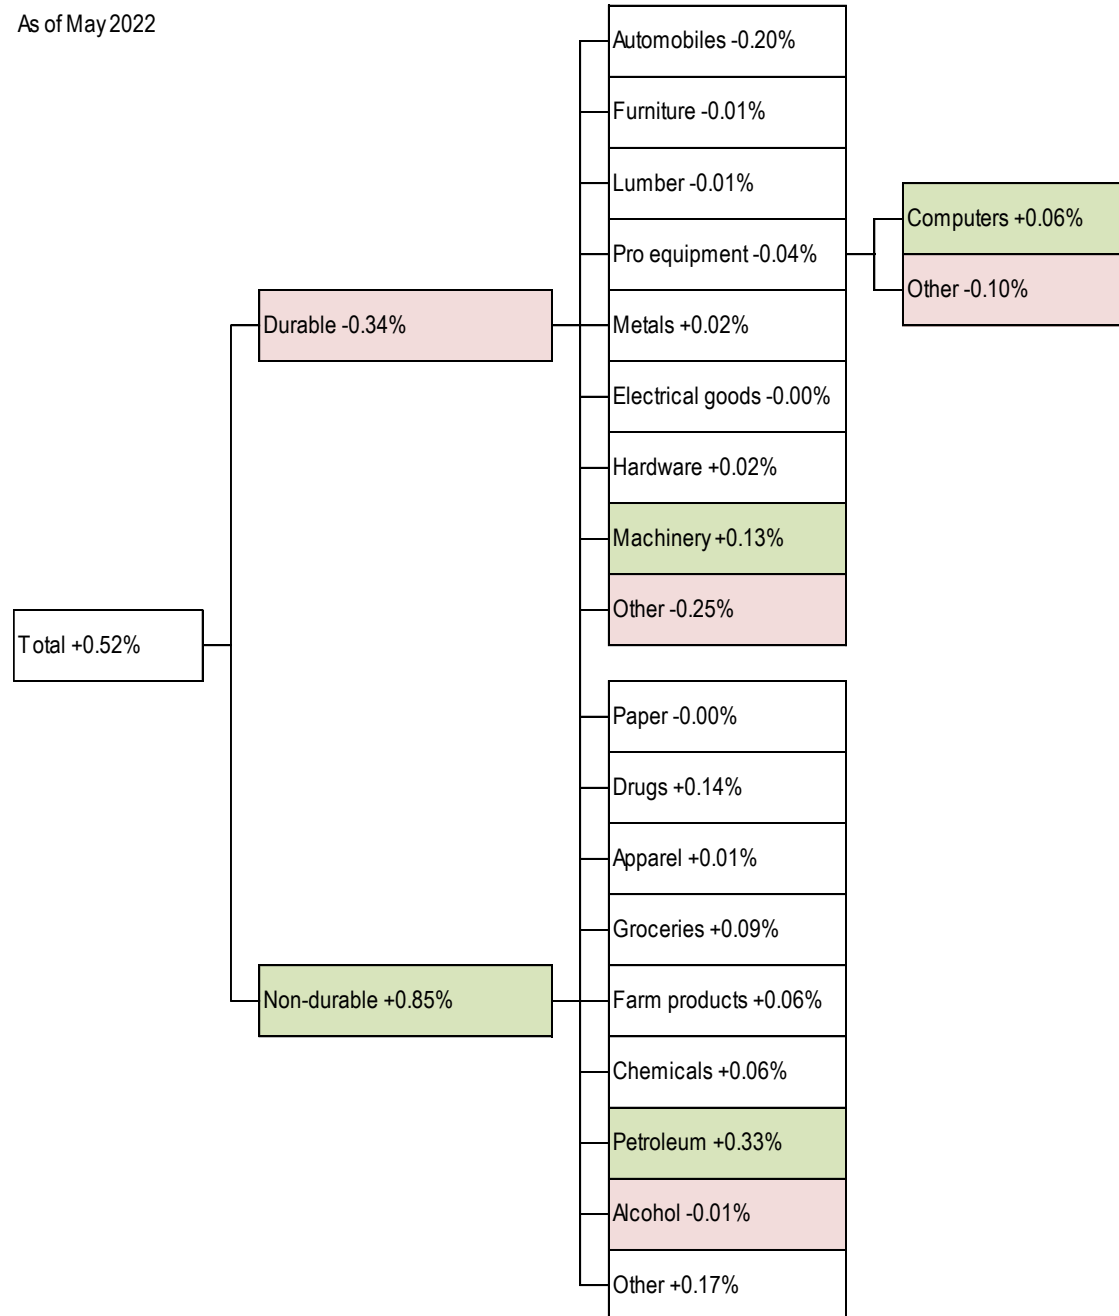 As of May 2022
Automobiles -0.20%
Furniture -0.01%
Lumber -0.01%
Computers +0.06%
Pro equipment -0.04%
Other -0.10%
Durable -0.34%
Metals +0.02%
Electrical goods -0.00%
Hardware +0.02%
Machinery +0.13%
Other -0.25%
Total +0.52%
Paper -0.00%
Drugs +0.14%
Apparel +0.01%
Groceries +0.09%
Non-durable +0.85%
Farm products +0.06%
Chemicals +0.06%
Petroleum +0.33%
Alcohol -0.01%
Other +0.17%